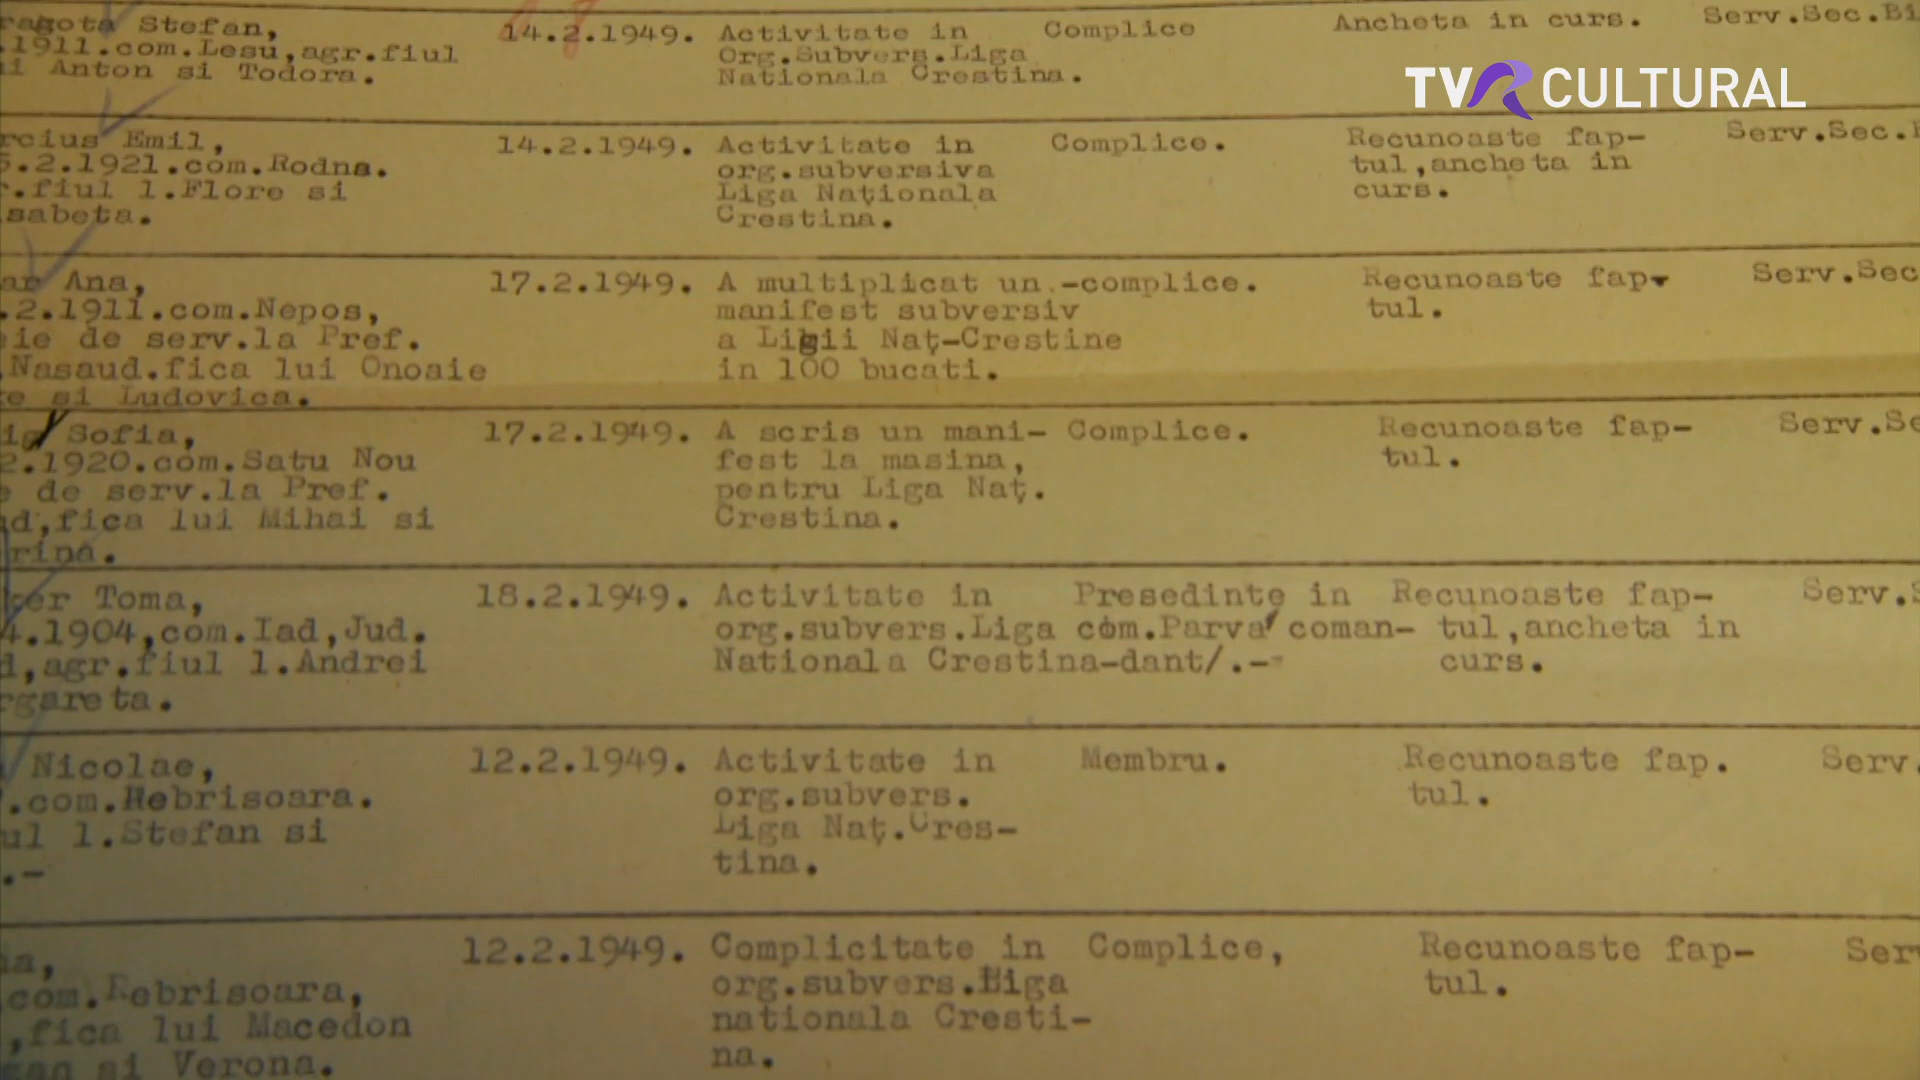 Stefan, 14.2.1949. Activitate in Complice Ancheta in curs. Serv.Sec.
1911.com.Lesu,agr.fiul Org.Subvers.Liga
Anton si Todora. Nationala Crestina.
TVR CULTURAL
Emil, 14.2.1949. Activitate in Complice. Recunoaste fap- Serv.Sec.
.2.1921.com.Rodna. org.subversiva tul,ancheta in
.fiul l.Flore si Liga Naţionala curs.
sabeta. Crestina.
Ana, 17.2.1949. A multiplicat un.-complice. Recunoaste fap- Serv.Sec
.2.1911.com.Nepos, manifest subversiv tul.
de serv.la Pref. a Ligii Naţ-Crestine
Nasaud.fica lui Onoaie in 100 bucati.
si Ludovica.
Sofia, 17.2.1949. A scris un mani- Complice. Recunoaste fap- Serv.Se
2.1920.com.Satu Nou fest la masina, tul.
de serv.la Pref. pentru Liga Naţ.
,fica lui Mihai si Crestina.
rina.
Toma, 18.2.1949. Activitate in Presedinte in Recunoaste fap- Serv.S
4.1904,com.Iad,Jud. org.subvers.Liga com.Parva/coman- tul,ancheta in
,agr.fiul l.Andrei Nationala Crestina-dant/.-- curs.
rgareta.
Nicolae, 12.2.1949. Activitate in Membru. Recunoaste fap. Serv.
.com.Rebrisoara. org.subvers. tul.
ul l.Stefan si Liga Naţ.Cres-
.- tina.
12.2.1949. Complicitate in Complice, Recunoaste fap- Ser
com.Rebrisoara, org.subvers.Liga tul.
,fica lui Macedon nationala Cresti-
si Verona. na.